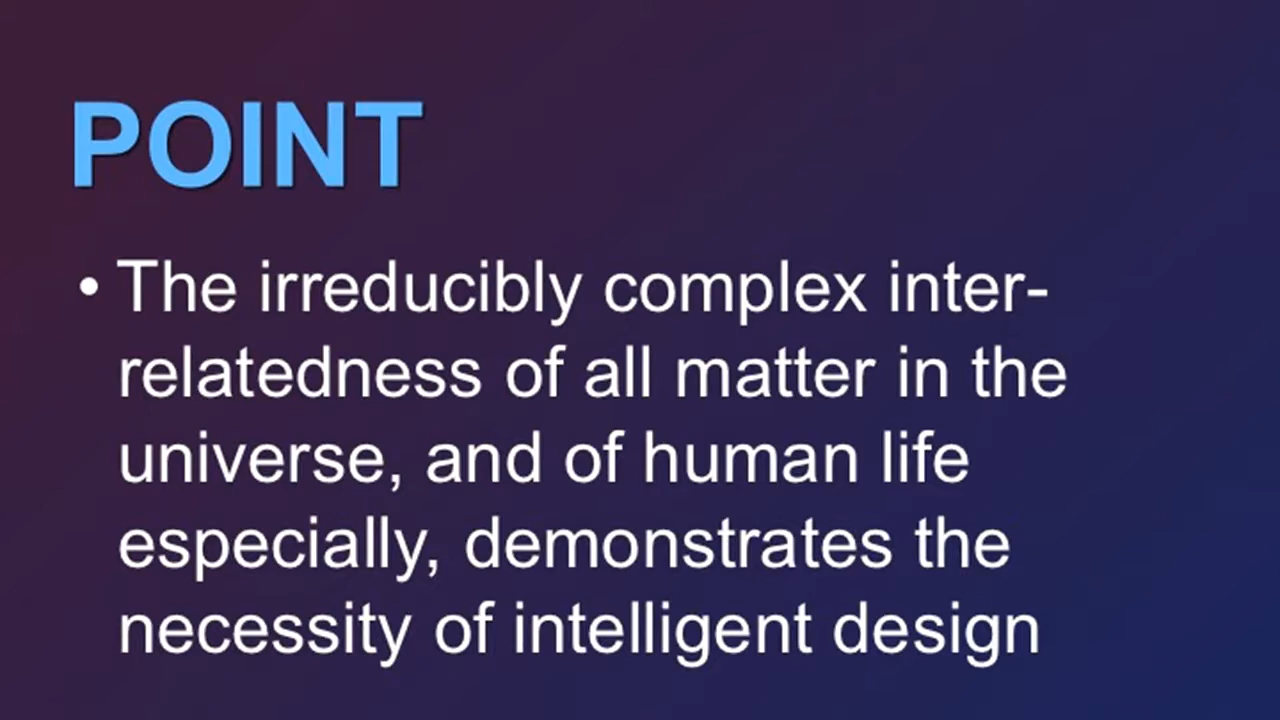 POINT
• The irreducibly complex inter-
relatedness of all matter in the
universe, and of human life
especially, demonstrates the
necessity of intelligent design